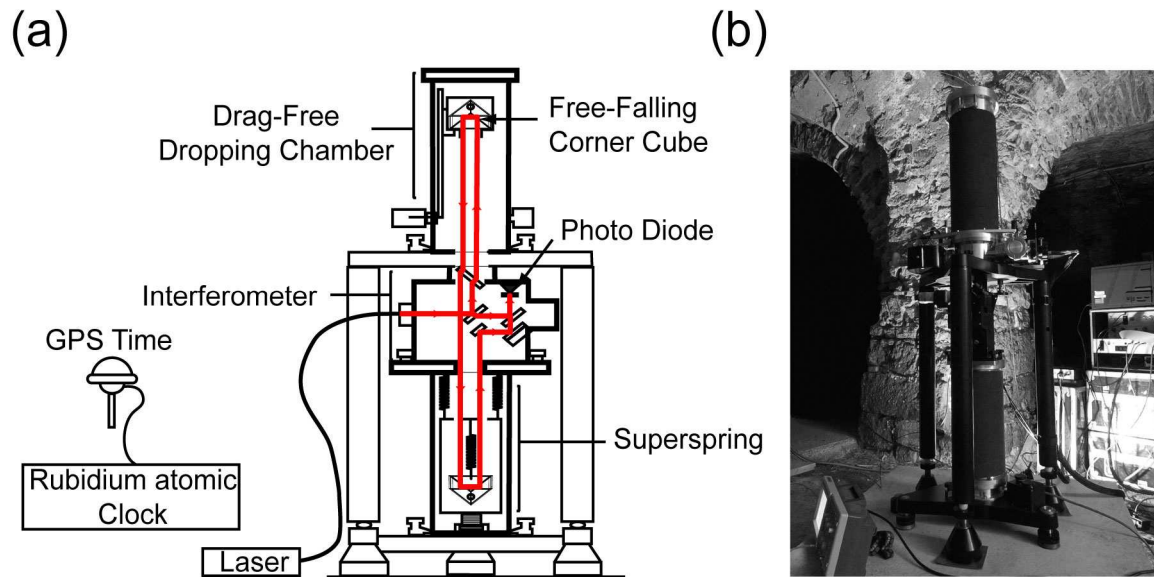 (a)
(b)
Drag-Free
Dropping Chamber
Free-Falling
Corner Cube
Photo Diode
Interferometer
GPS Time
Superspring
Rubidium atomic
Clock
Laser